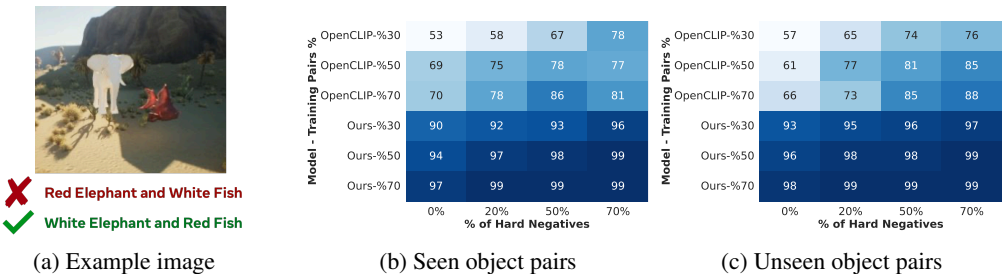 Red Elephant and White Fish
White Elephant and Red Fish
(a) Example image
Model - Training Pairs %
OpenCLIP-%30 53 58 67 78
OpenCLIP-%50 69 75 78 77
OpenCLIP-%70 70 78 86 81
Ours-%30 90 92 93 96
Ours-%50 94 97 98 99
Ours-%70 97 99 99 99
0% 20% 50% 70%
% of Hard Negatives
(b) Seen object pairs
Model - Training Pairs %
OpenCLIP-%30 57 65 74 76
OpenCLIP-%50 61 77 81 85
OpenCLIP-%70 66 73 85 88
Ours-%30 93 95 96 97
Ours-%50 96 98 98 99
Ours-%70 98 99 99 99
0% 20% 50% 70%
% of Hard Negatives
(c) Unseen object pairs